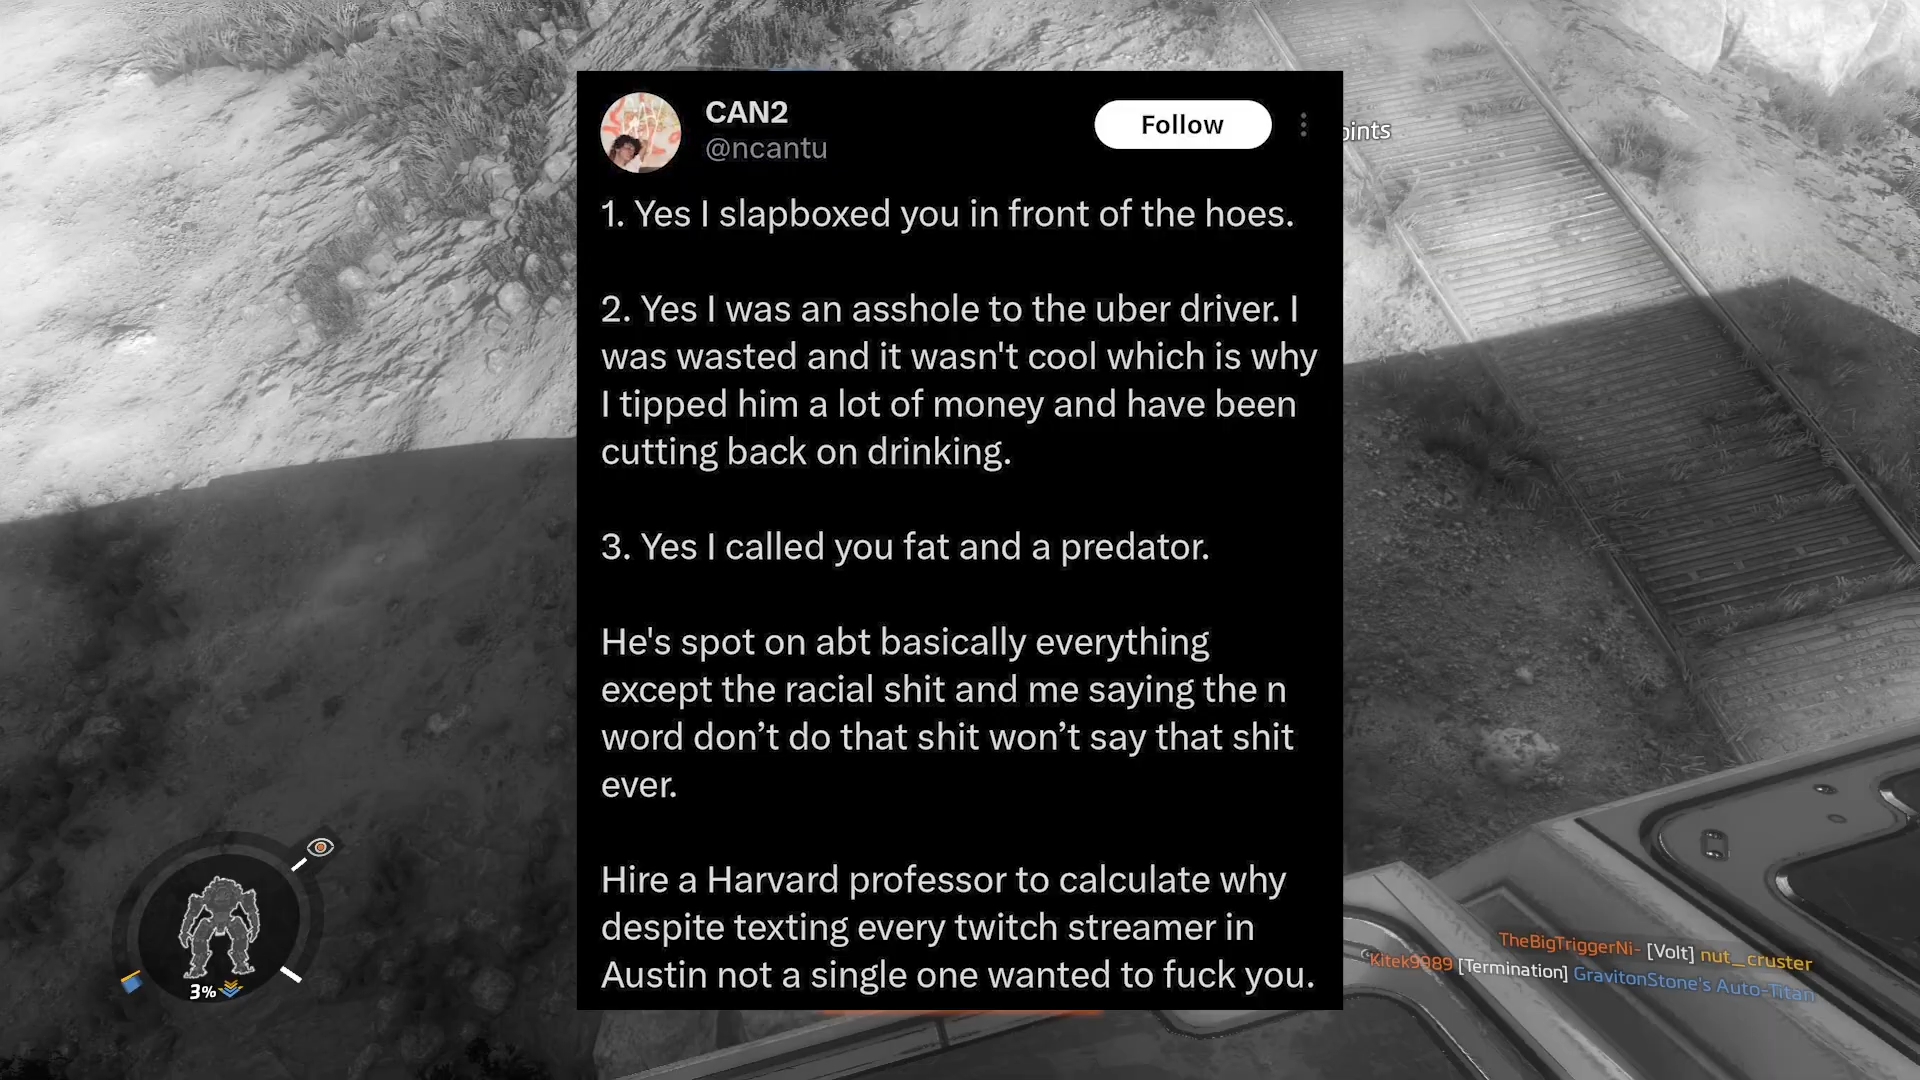 CAN2
@ncantu
Follow
1. Yes I slapboxed you in front of the hoes.
2. Yes I was an asshole to the uber driver. I
was wasted and it wasn't cool which is why
I tipped him a lot of money and have been
cutting back on drinking.
3. Yes I called you fat and a predator.
He's spot on abt basically everything
except the racial shit and me saying the n
word don’t do that shit won’t say that shit
ever.
Hire a Harvard professor to calculate why
despite texting every twitch streamer in
Austin not a single one wanted to fuck you.
TheBigTriggerNi- [Volt] nut_cruster
Kitek9989 [Termination] GravitonStone's Auto-Titan
3%